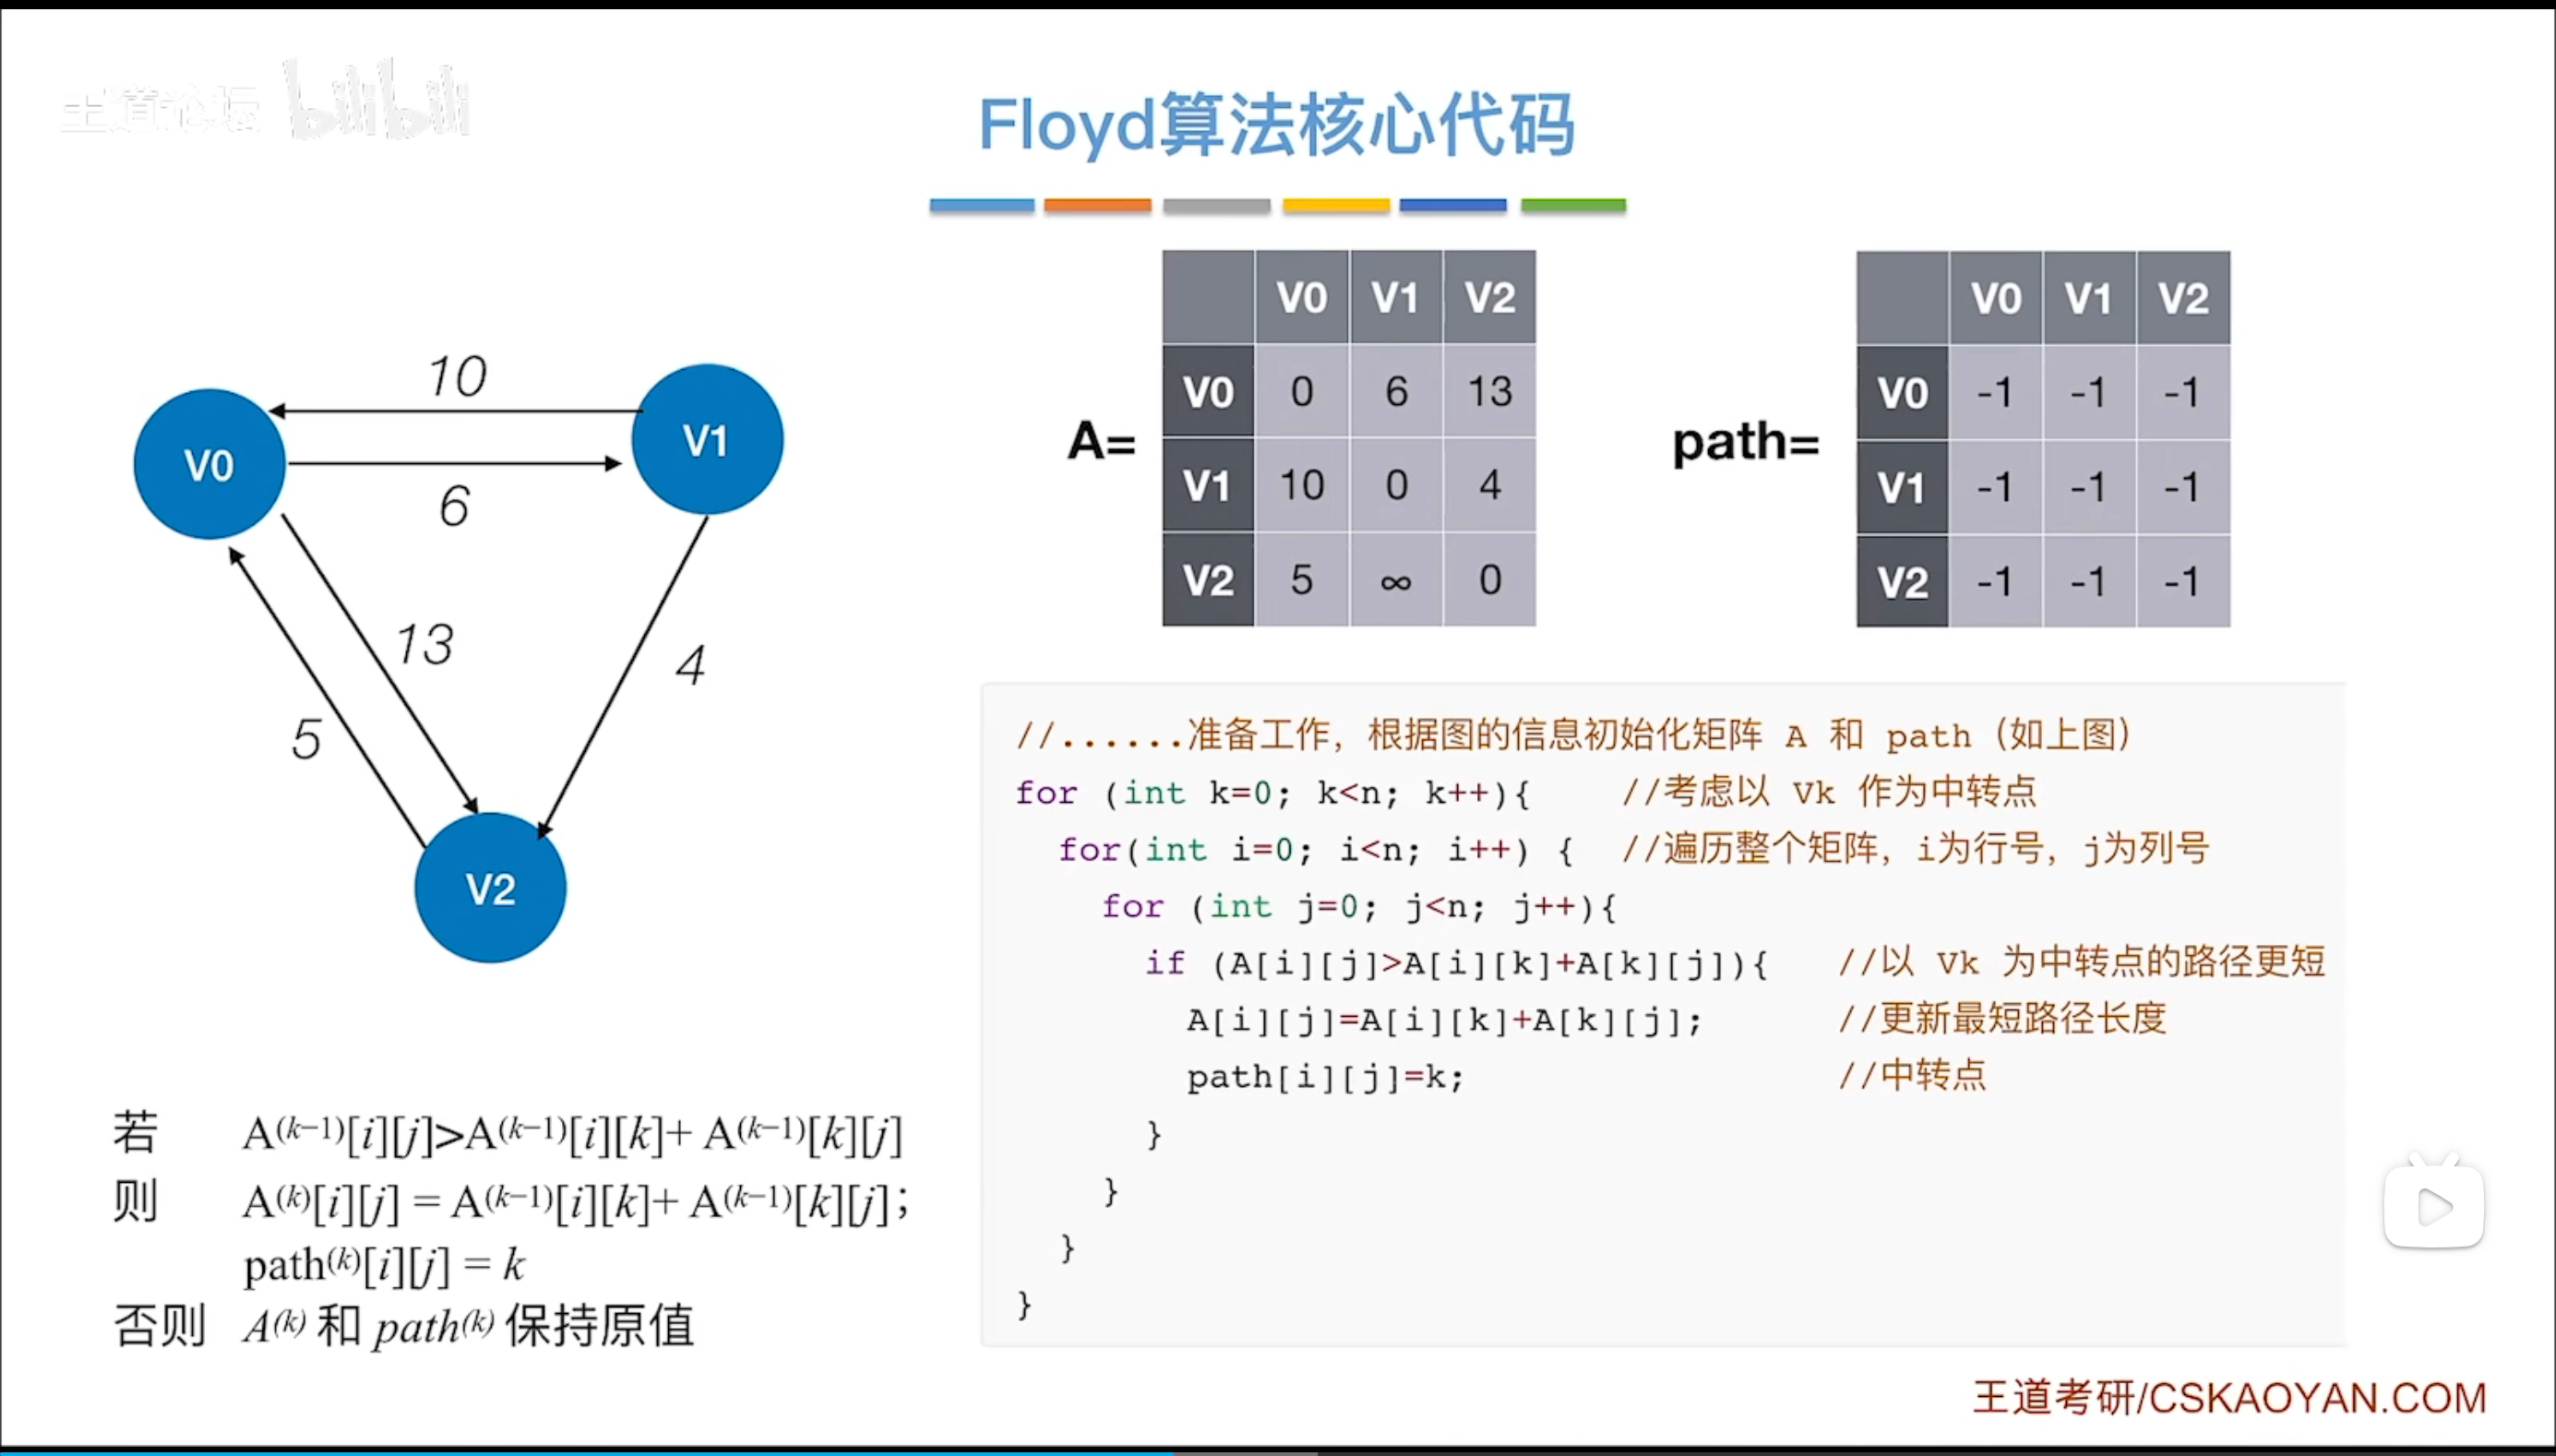 王道论坛 bilibili
Floyd算法核心代码
10
V0
V1
6
13
4
5
V2
A=
V0 V1 V2
V0 0 6 13
V1 10 0 4
V2 5 ∞ 0
path=
V0 V1 V2
V0 -1 -1 -1
V1 -1 -1 -1
V2 -1 -1 -1
//......准备工作，根据图的信息初始化矩阵 A 和 path（如上图）
for (int k=0; k<n; k++){ //考虑以 Vk 作为中转点
for(int i=0; i<n; i++) { //遍历整个矩阵，i为行号，j为列号
for (int j=0; j<n; j++){
if (A[i][j]>A[i][k]+A[k][j]){ //以 Vk 为中转点的路径更短
A[i][j]=A[i][k]+A[k][j]; //更新最短路径长度
path[i][j]=k; //中转点
}
}
}
}
若 A(k−1)[i][j]>A(k−1)[i][k]+ A(k−1)[k][j]
则 A(k)[i][j] = A(k−1)[i][k]+ A(k−1)[k][j]；
path(k)[i][j] = k
否则 A(k) 和 path(k) 保持原值
王道考研/CSKAOYAN.COM